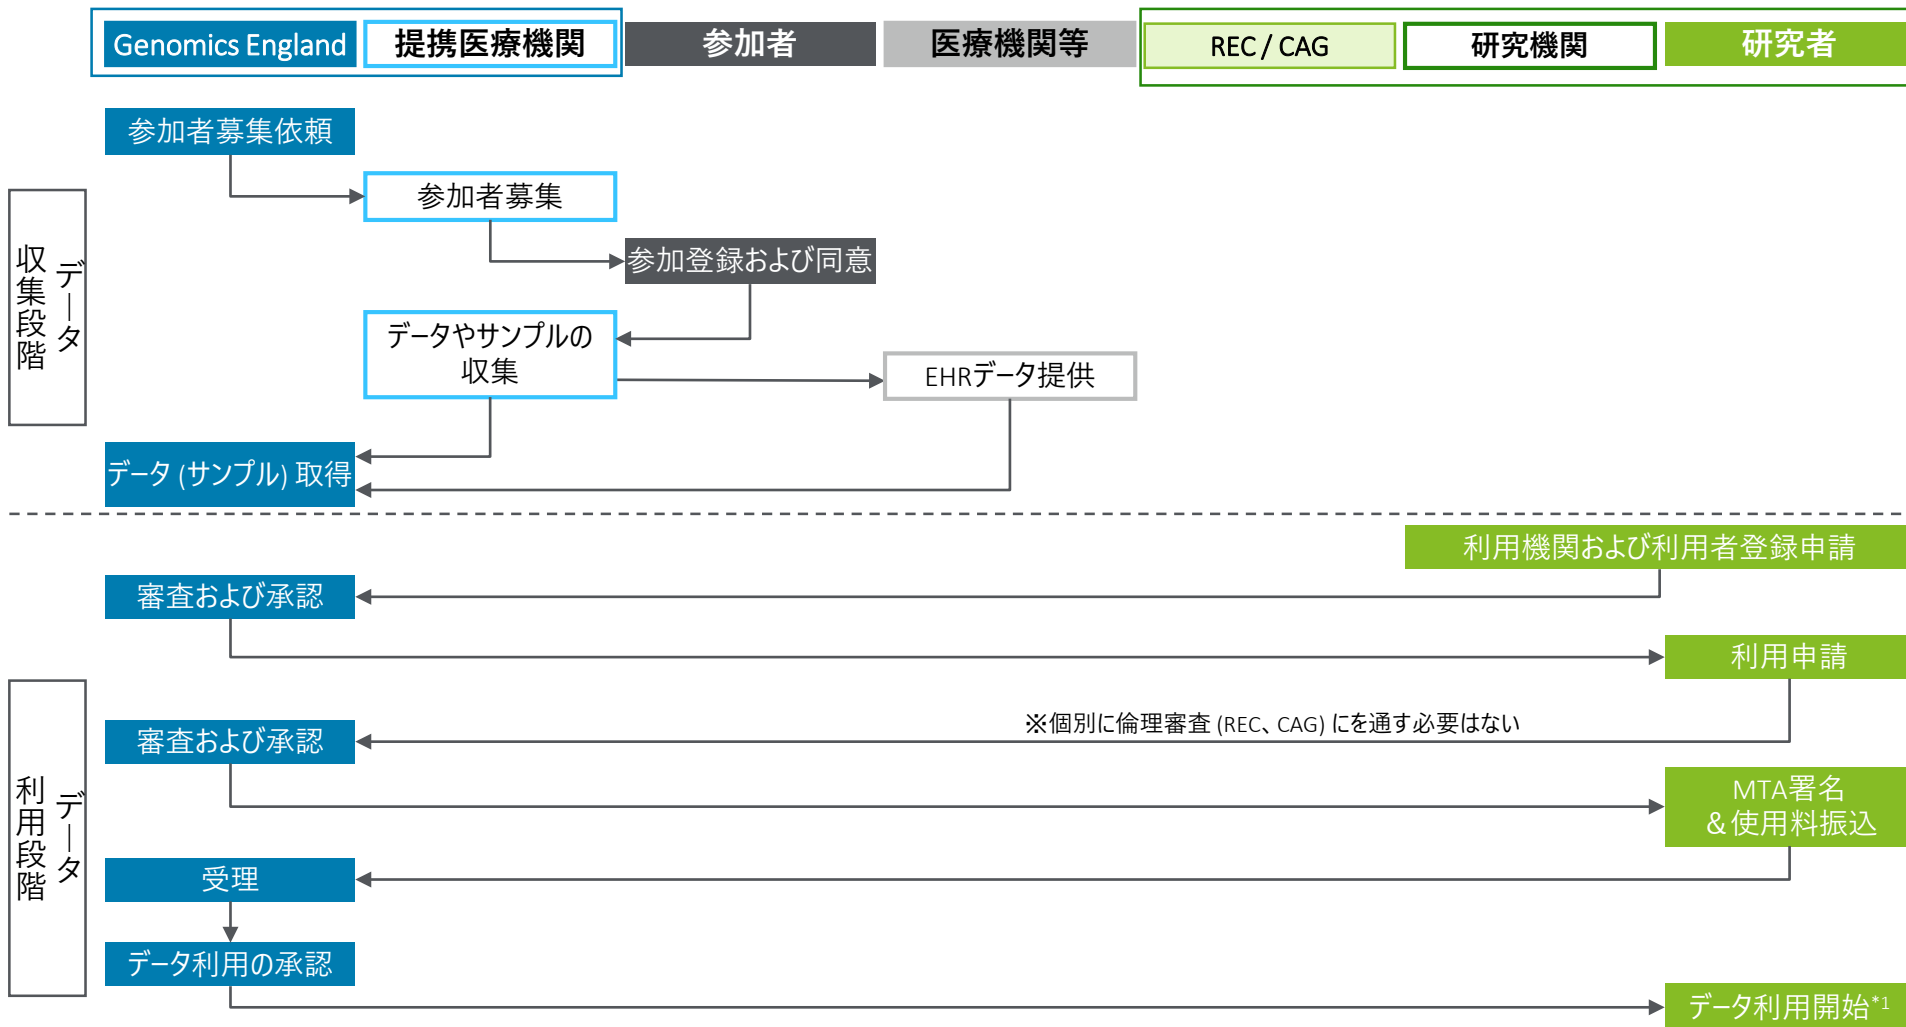 Genomics England
提携医療機関
参加者
医療機関等
REC / CAG
研究機関
研究者
データ
収集段階
参加者募集依頼
参加者募集
参加登録および同意
データやサンプルの
収集
EHRデータ提供
データ (サンプル) 取得
データ
利用段階
利用機関および利用者登録申請
審査および承認
利用申請
※個別に倫理審査 (REC、CAG) にを通す必要はない
審査および承認
MTA署名
＆使用料振込
受理
データ利用の承認
データ利用開始*1